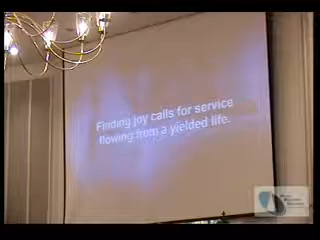 Finding joy calls for service
flowing from a yielded life.